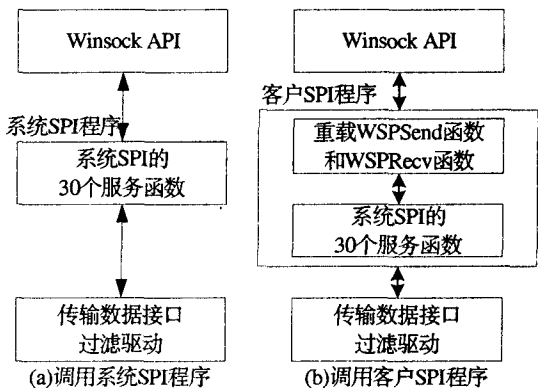 Winsock API
系统SPI程序
系统SPI的
30个服务函数
传输数据接口
过滤驱动
(a)调用系统SPI程序
Winsock API
客户SPI程序
重载WSPSend函数
和WSPRecv函数
系统SPI的
30个服务函数
传输数据接口
过滤驱动
(b)调用客户SPI程序